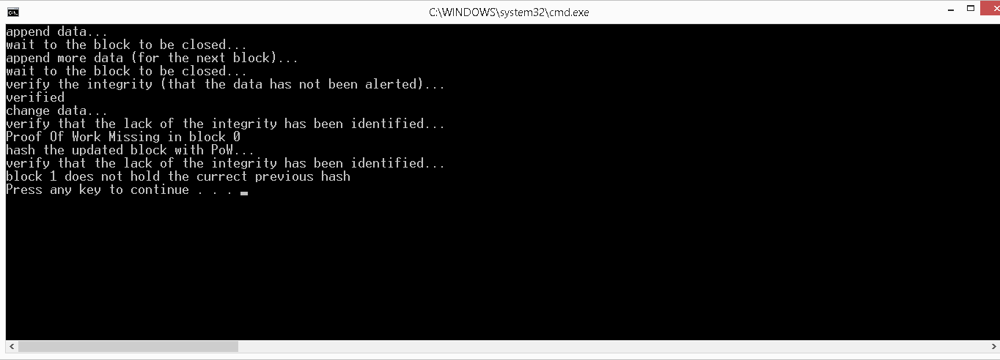 C:\WINDOWS\system32\cmd.exe
append data...
wait to the block to be closed...
append more data (for the next block)...
wait to the block to be closed...
verify the integrity (that the data has not been alerted)...
verified
change data...
verify that the lack of the integrity has been identified...
Proof Of Work Missing in block 0
hash the updated block with PoW...
verify that the lack of the integrity has been identified...
block 1 does not hold the currect previous hash
Press any key to continue . . .